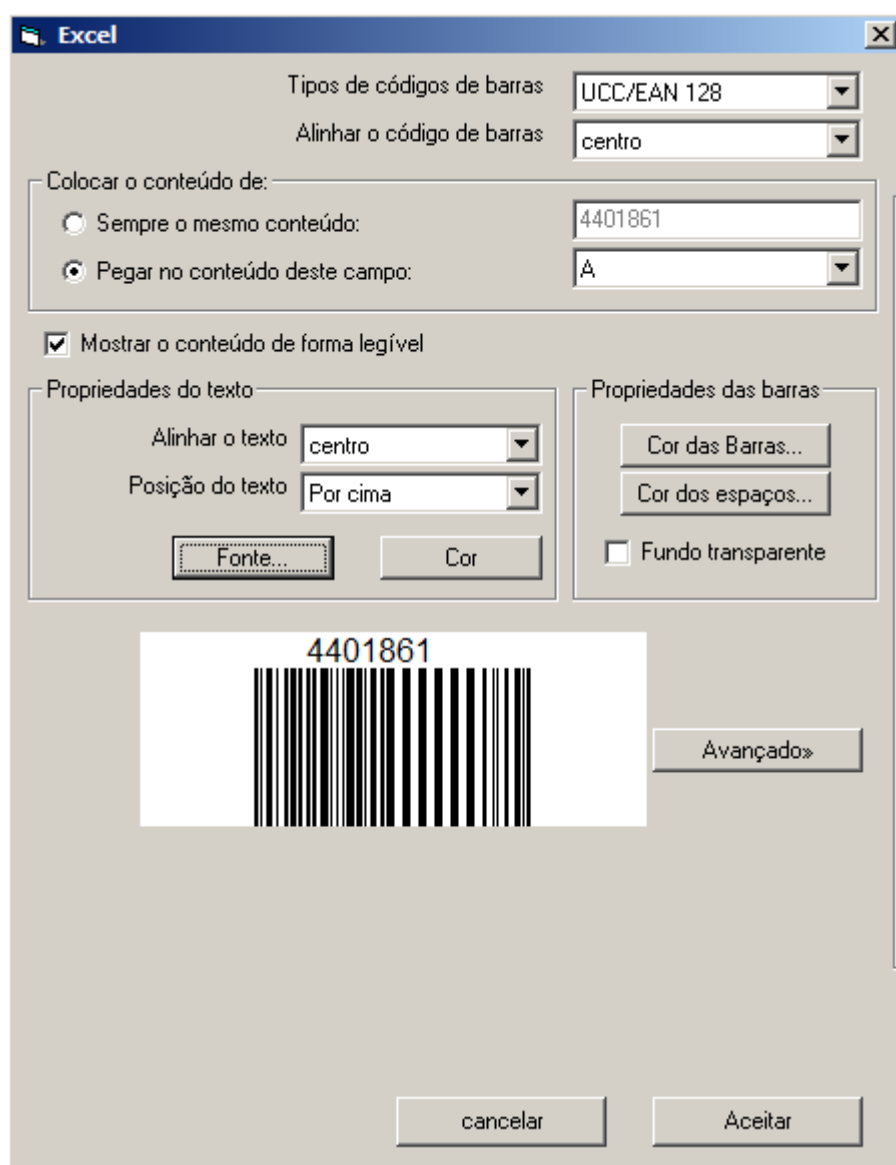 Excel
Tipos de códigos de barras UCC/EAN 128
Alinhar o código de barras centro
Colocar o conteúdo de:
Sempre o mesmo conteúdo: 4401861
Pegar no conteúdo deste campo: A
Mostrar o conteúdo de forma legível
Propriedades do texto
Alinhar o texto centro
Posição do texto Por cima
Fonte... Cor
Propriedades das barras
Cor das Barras...
Cor dos espaços...
Fundo transparente
4401861
Avançado»
cancelar Aceitar